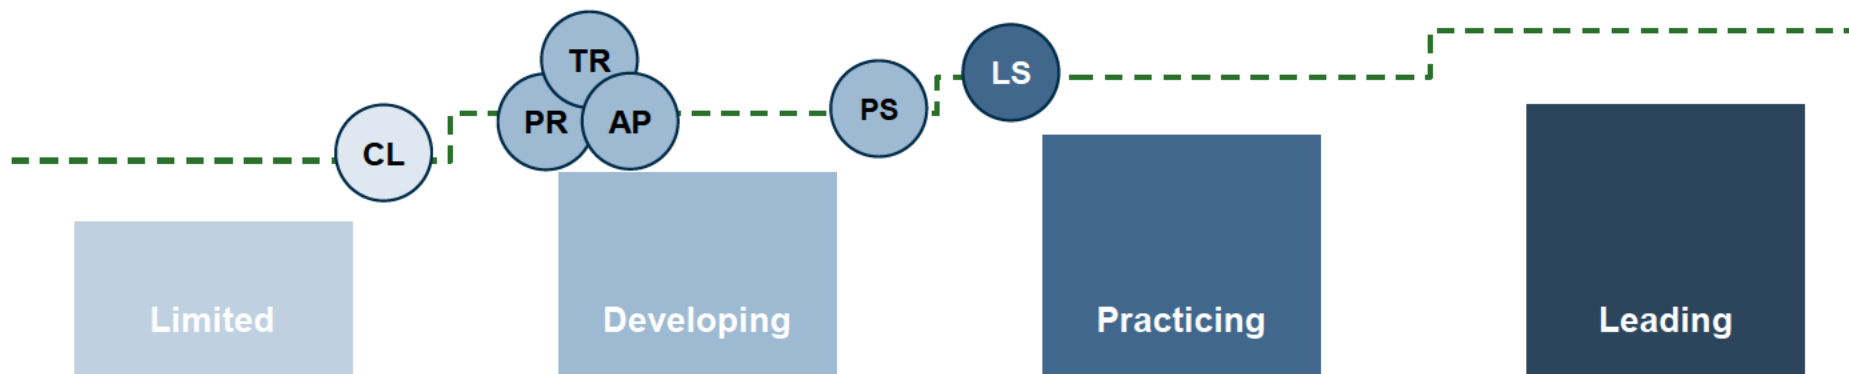 TR
LS
PR
AP
PS
CL
Limited
Developing
Practicing
Leading